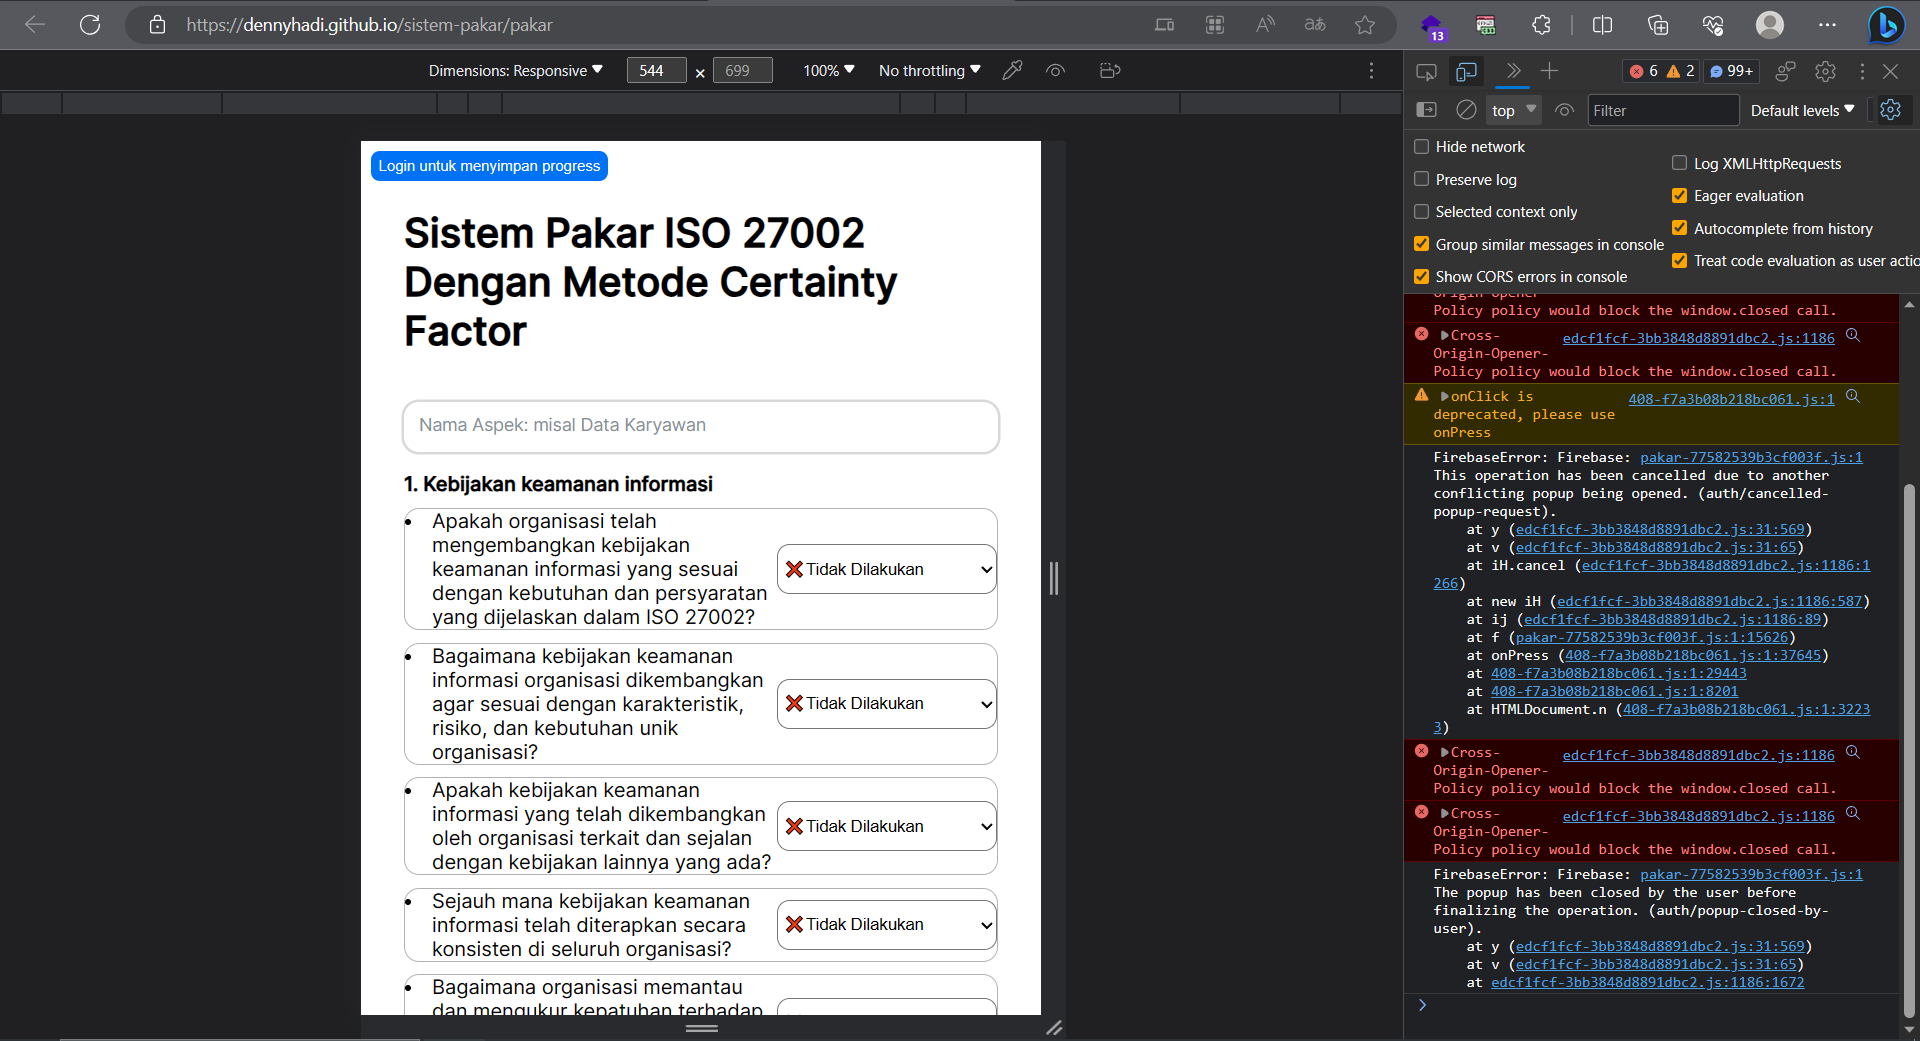 https://dennyhadi.github.io/sistem-pakar/pakar
13
Dimensions: Responsive
544 × 699
100%
No throttling
6 2 99+
top
Filter
Default levels
Hide network
Log XMLHttpRequests
Preserve log
Eager evaluation
Selected context only
Autocomplete from history
Group similar messages in console
Treat code evaluation as user actio
Show CORS errors in console
Login untuk menyimpan progress
Sistem Pakar ISO 27002
Dengan Metode Certainty
Factor
Nama Aspek: misal Data Karyawan
1. Kebijakan keamanan informasi
Apakah organisasi telah
mengembangkan kebijakan
keamanan informasi yang sesuai
dengan kebutuhan dan persyaratan
yang dijelaskan dalam ISO 27002?
❌ Tidak Dilakukan
Bagaimana kebijakan keamanan
informasi organisasi dikembangkan
agar sesuai dengan karakteristik,
risiko, dan kebutuhan unik
organisasi?
❌ Tidak Dilakukan
Apakah kebijakan keamanan
informasi yang telah dikembangkan
oleh organisasi terkait dan sejalan
dengan kebijakan lainnya yang ada?
❌ Tidak Dilakukan
Sejauh mana kebijakan keamanan
informasi telah diterapkan secara
konsisten di seluruh organisasi?
❌ Tidak Dilakukan
Bagaimana organisasi memantau
dan mengukur kepatuhan terhadap
Origin-Opener-
Policy policy would block the window.closed call.
Cross- edcf1fcf-3bb3848d8891dbc2.js:1186
Origin-Opener-
Policy policy would block the window.closed call.
onClick is 408-f7a3b08b218bc061.js:1
deprecated, please use
onPress
FirebaseError: Firebase: pakar-77582539b3cf003f.js:1
This operation has been cancelled due to another
conflicting popup being opened. (auth/cancelled-
popup-request).
at y (edcf1fcf-3bb3848d8891dbc2.js:31:569)
at v (edcf1fcf-3bb3848d8891dbc2.js:31:65)
at iH.cancel (edcf1fcf-3bb3848d8891dbc2.js:1186:1
266)
at new iH (edcf1fcf-3bb3848d8891dbc2.js:1186:587)
at ij (edcf1fcf-3bb3848d8891dbc2.js:1186:89)
at f (pakar-77582539b3cf003f.js:1:15626)
at onPress (408-f7a3b08b218bc061.js:1:37645)
at 408-f7a3b08b218bc061.js:1:29443
at 408-f7a3b08b218bc061.js:1:8201
at HTMLDocument.n (408-f7a3b08b218bc061.js:1:3223
3)
Cross- edcf1fcf-3bb3848d8891dbc2.js:1186
Origin-Opener-
Policy policy would block the window.closed call.
Cross- edcf1fcf-3bb3848d8891dbc2.js:1186
Origin-Opener-
Policy policy would block the window.closed call.
FirebaseError: Firebase: pakar-77582539b3cf003f.js:1
The popup has been closed by the user before
finalizing the operation. (auth/popup-closed-by-
user).
at y (edcf1fcf-3bb3848d8891dbc2.js:31:569)
at v (edcf1fcf-3bb3848d8891dbc2.js:31:65)
at edcf1fcf-3bb3848d8891dbc2.js:1186:1672